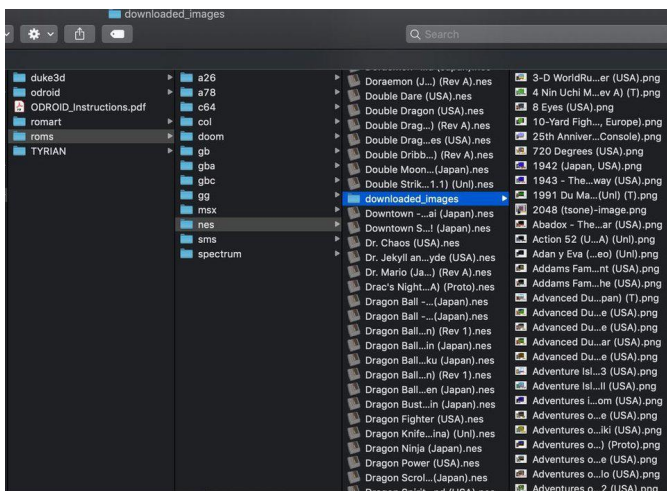 downloaded_images
Search
duke3d
odroid
ODROID_Instructions.pdf
romart
roms
TYRIAN
a26
a78
c64
col
doom
gb
gba
gbc
gg
msx
nes
sms
spectrum
Doraemon (J...) (Rev A).nes
Double Dare (USA).nes
Double Dragon (USA).nes
Double Drag...) (Rev A).nes
Double Drag...es (USA).nes
Double Dribb...) (Rev A).nes
Double Moon...(Japan).nes
Double Strik...1.1) (Unl).nes
downloaded_images
Downtown -...ai (Japan).nes
Downtown S...! (Japan).nes
Dr. Chaos (USA).nes
Dr. Jekyll an...yde (USA).nes
Dr. Mario (Ja...) (Rev A).nes
Drac's Night...A) (Proto).nes
Dragon Ball -...(Japan).nes
Dragon Ball -...(Japan).nes
Dragon Ball...n) (Rev 1).nes
Dragon Ball...in (Japan).nes
Dragon Ball...ku (Japan).nes
Dragon Ball...n) (Rev 1).nes
Dragon Ball...en (Japan).nes
Dragon Bust...in (Japan).nes
Dragon Fighter (USA).nes
Dragon Knife...ina) (Unl).nes
Dragon Ninja (Japan).nes
Dragon Power (USA).nes
Dragon Scrol...(Japan).nes
3-D WorldRu...er (USA).png
4 Nin Uchi M...ev A) (T).png
8 Eyes (USA).png
10-Yard Figh..., Europe).png
25th Anniver...Console).png
720 Degrees (USA).png
1942 (Japan, USA).png
1943 - The...way (USA).png
1991 Du Ma...(Unl) (T).png
2048 (tsone)-image.png
Abadox - The...ar (USA).png
Action 52 (U...A) (Unl).png
Adan y Eva (...eo) (Unl).png
Addams Fam...nt (USA).png
Addams Fam...he (USA).png
Advanced Du...pan) (T).png
Advanced Du...e (USA).png
Advanced Du...e (USA).png
Advanced Du...ar (USA).png
Advanced Du...e (USA).png
Adventure Isl...3 (USA).png
Adventure Isl...II (USA).png
Adventures i...om (USA).png
Adventures o...e (USA).png
Adventures o...iki (USA).png
Adventures o...) (Proto).png
Adventures o...e (USA).png
Adventures o...lo (USA).png
Adventures o...2 (USA).png